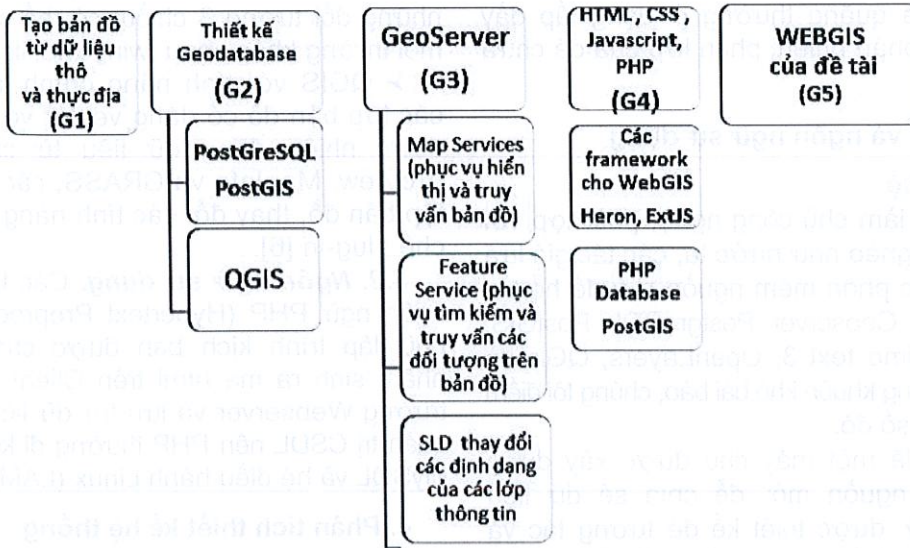 Tạo bản đồ
từ dữ liệu
thô
và thực địa
(G1)
Thiết kế
Geodatabase
(G2)
PostGreSQL
PostGIS
QGIS
GeoServer
(G3)
Map Services
(phục vụ hiển
thị và truy
vấn bản đồ)
Feature
Service (phục
vụ tìm kiếm và
truy vấn các
đối tượng trên
bản đồ)
SLD thay đổi
các định dạng
của các lớp
thông tin
HTML, CSS,
Javascript,
PHP
(G4)
Các
framework
cho WebGIS
Heron, ExtJS
PHP
Database
PostGIS
WEBGIS
của đề tài
(G5)